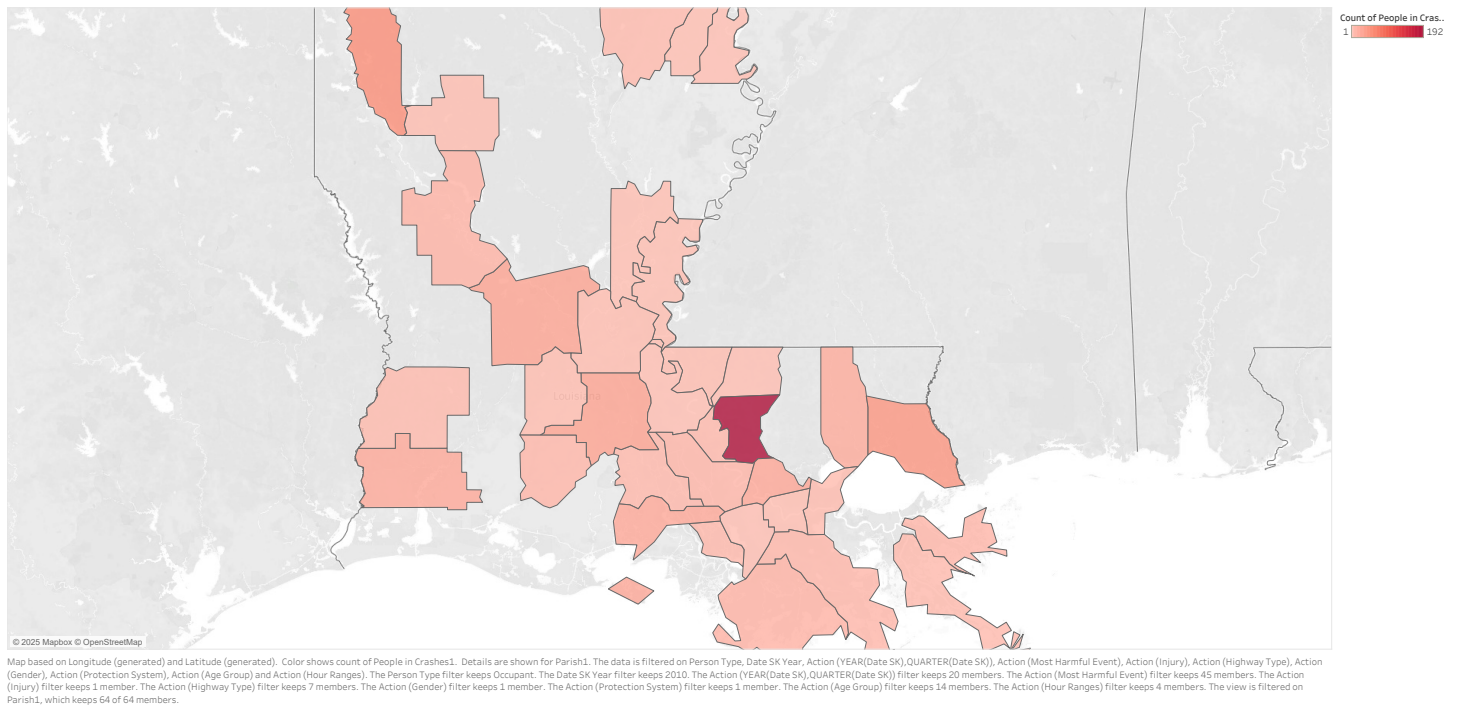 Count of People in Cras..
1 192
Louisiana
© 2025 Mapbox © OpenStreetMap
Map based on Longitude (generated) and Latitude (generated).  Color shows count of People in Crashes1.  Details are shown for Parish1. The data is filtered on Person Type, Date SK Year, Action (YEAR(Date SK),QUARTER(Date SK)), Action (Most Harmful Event), Action (Injury), Action (Highway Type), Action
(Gender), Action (Protection System), Action (Age Group) and Action (Hour Ranges). The Person Type filter keeps Occupant. The Date SK Year filter keeps 2010. The Action (YEAR(Date SK),QUARTER(Date SK)) filter keeps 20 members. The Action (Most Harmful Event) filter keeps 45 members. The Action
(Injury) filter keeps 1 member. The Action (Highway Type) filter keeps 7 members. The Action (Gender) filter keeps 1 member. The Action (Protection System) filter keeps 1 member. The Action (Age Group) filter keeps 14 members. The Action (Hour Ranges) filter keeps 4 members. The view is filtered on
Parish1, which keeps 64 of 64 members.